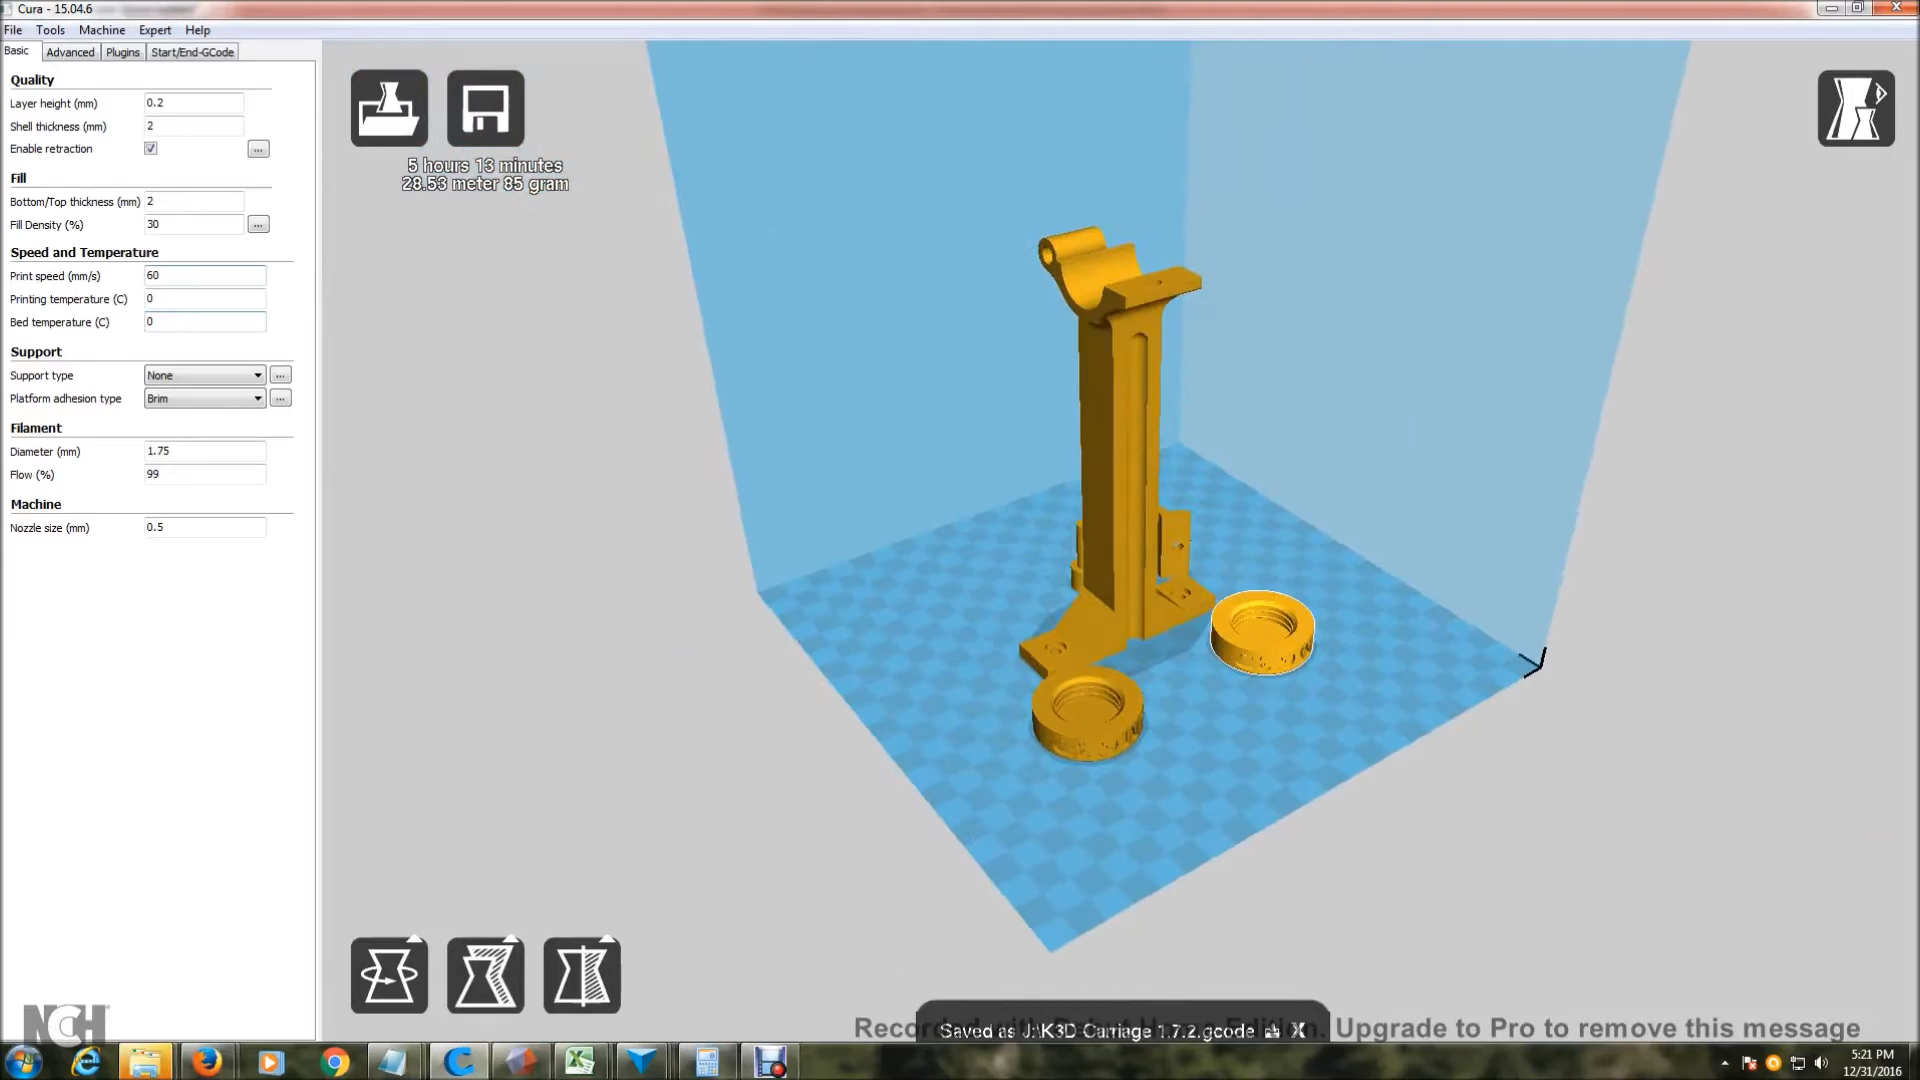 Cura - 15.04.6
File Tools Machine Expert Help
Basic Advanced Plugins Start/End-GCode
Quality
Layer height (mm) 0.2
Shell thickness (mm) 2
Enable retraction ...
Fill
Bottom/Top thickness (mm) 2
Fill Density (%) 30 ...
Speed and Temperature
Print speed (mm/s) 60
Printing temperature (C) 0
Bed temperature (C) 0
Support
Support type None ...
Platform adhesion type Brim ...
Filament
Diameter (mm) 1.75
Flow (%) 99
Machine
Nozzle size (mm) 0.5
5 hours 13 minutes
28.53 meter 85 gram
Saved as J:\K3D Carriage 1.7.2.gcode X
Upgrade to Pro to remove this message
NCH
5:21 PM
12/31/2016